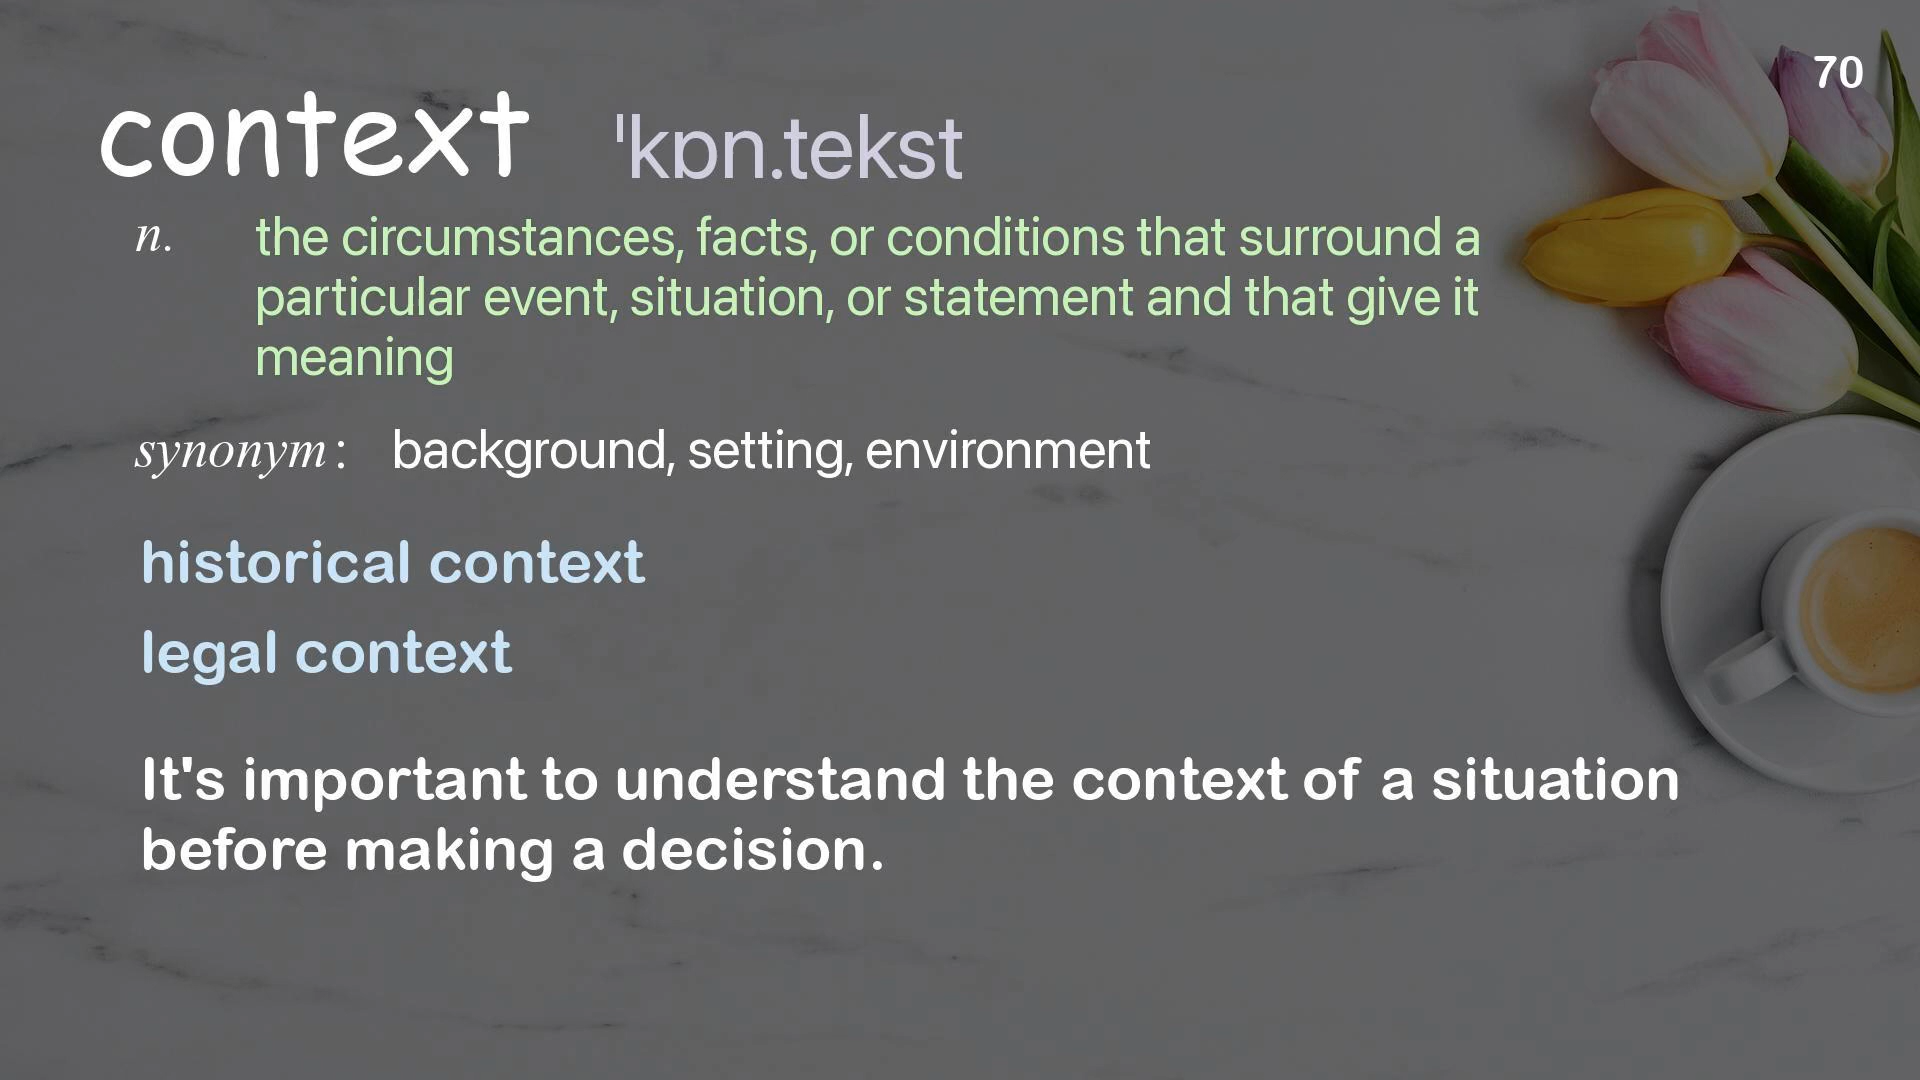 70
context ˈkɒn.tekst
n. the circumstances, facts, or conditions that surround a
particular event, situation, or statement and that give it
meaning
synonym: background, setting, environment
historical context
legal context
It's important to understand the context of a situation
before making a decision.